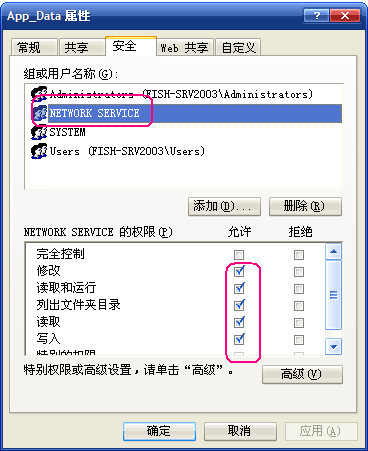 App_Data 属性
常规 共享 安全 Web 共享 自定义
组或用户名称(G):
Administrators (FISH-SRV2003\Administrators)
NETWORK SERVICE
SYSTEM
Users (FISH-SRV2003\Users)
添加(D)... 删除(R)
NETWORK SERVICE 的权限(P) 允许 拒绝
完全控制
修改
读取和运行
列出文件夹目录
读取
写入
特别的权限
特别权限或高级设置，请单击“高级”。
高级(V)
确定 取消 应用(A)